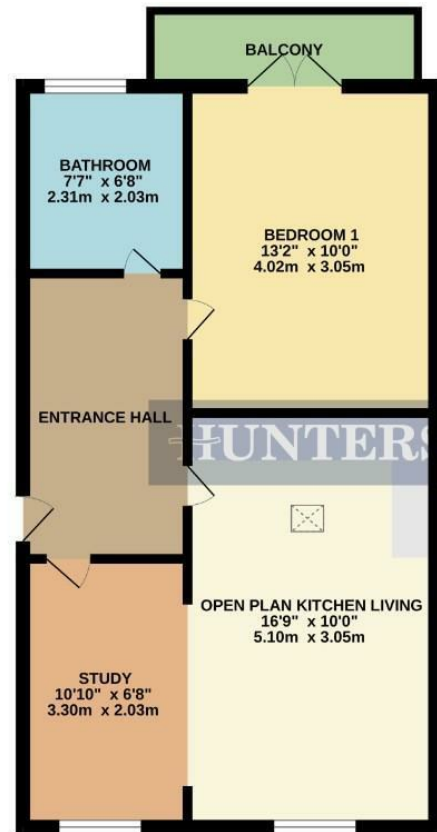 BALCONY
BATHROOM
7'7" x 6'8"
2.31m x 2.03m
BEDROOM 1
13'2" x 10'0"
4.02m x 3.05m
ENTRANCE HALL
HUNTERS
OPEN PLAN KITCHEN LIVING
16'9" x 10'0"
5.10m x 3.05m
STUDY
10'10" x 6'8"
3.30m x 2.03m